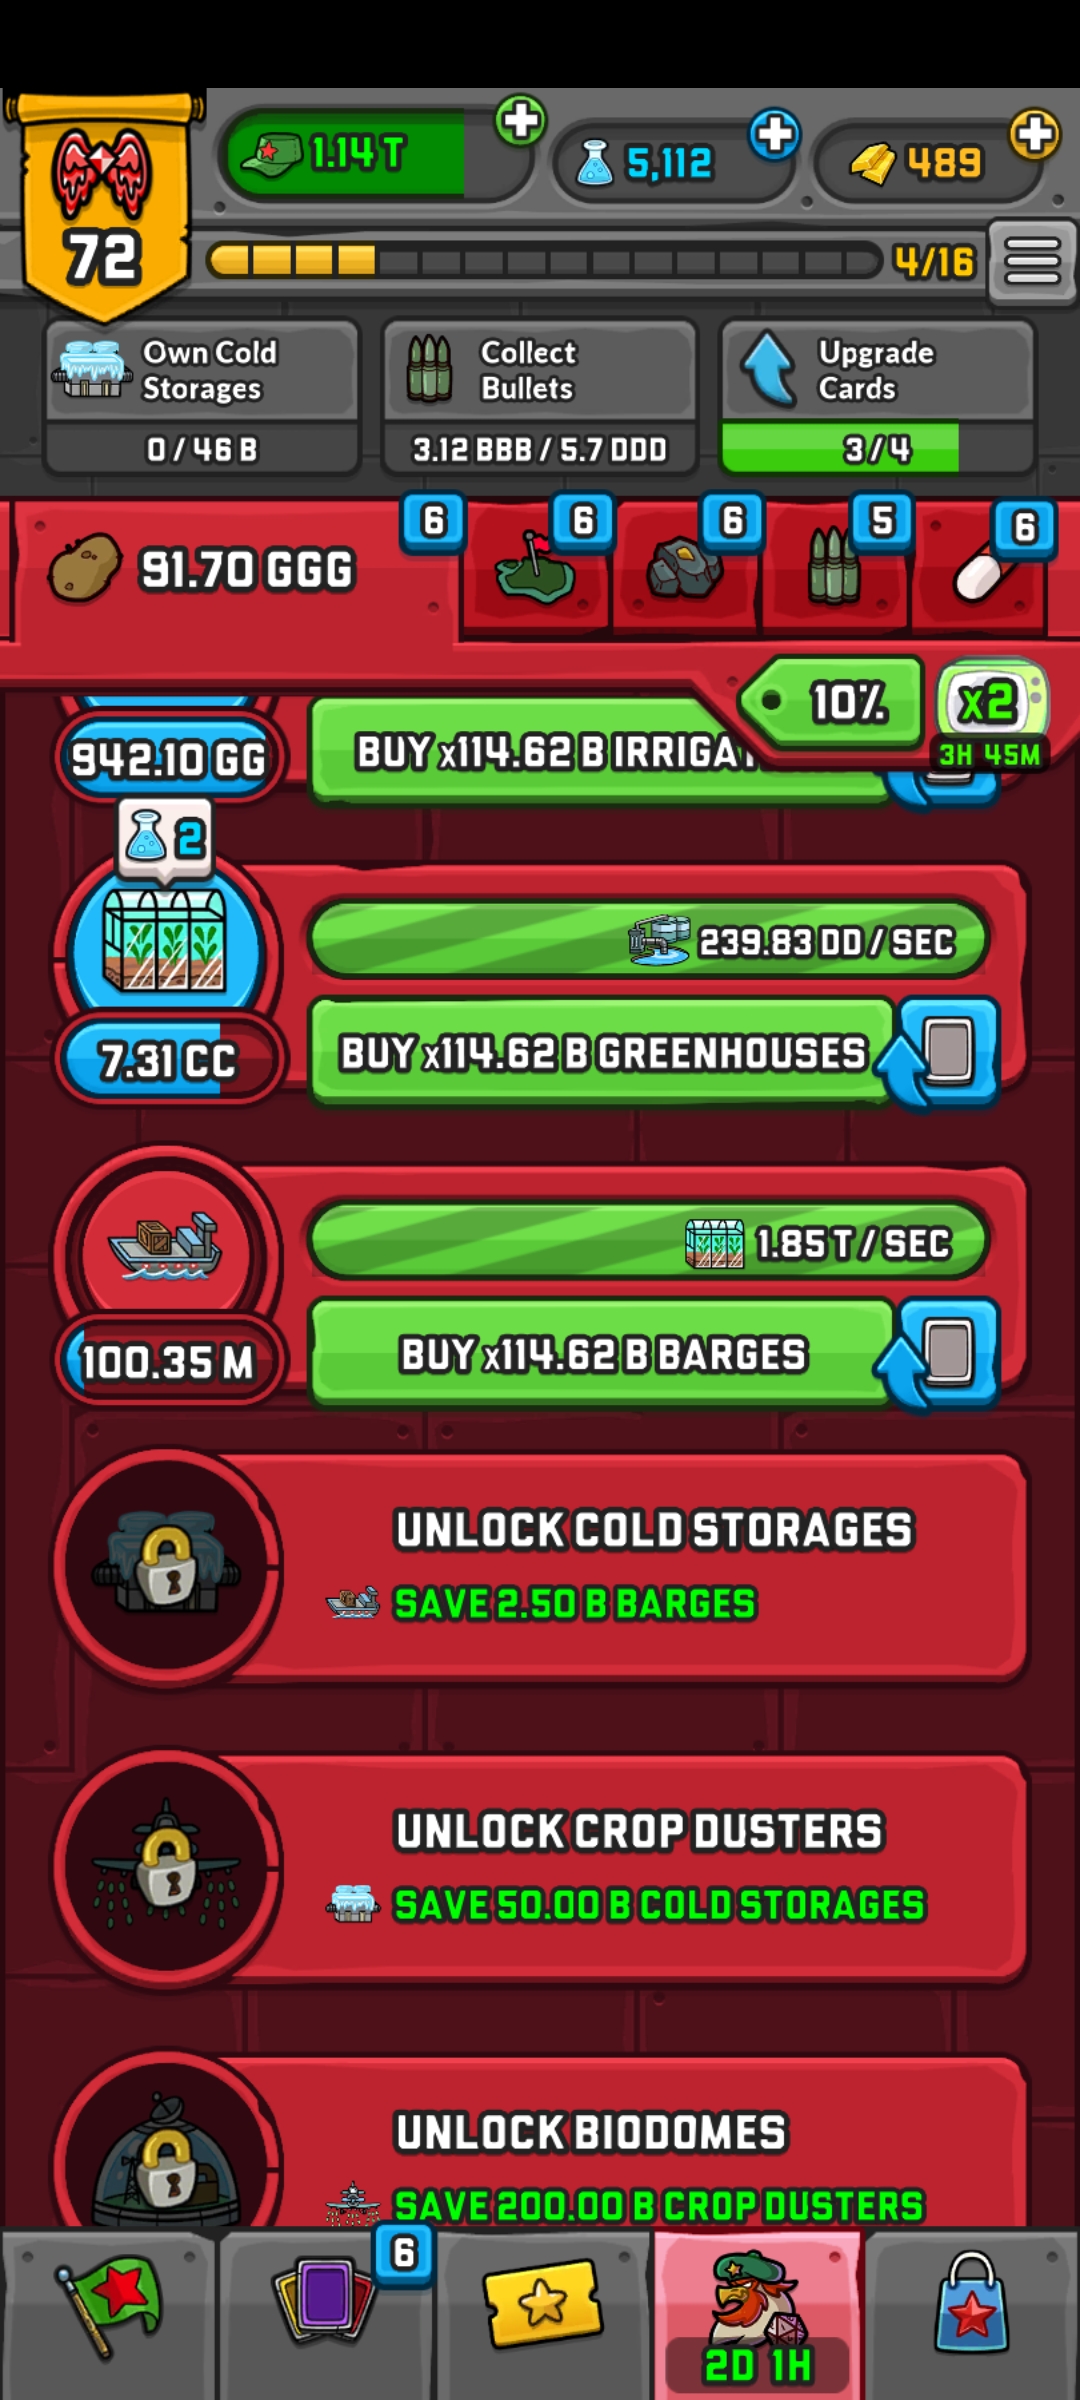 1.14 T
5,112
489
72
4/16
Own Cold
Storages
0 / 46 B
Collect
Bullets
3.12 BBB / 5.7 DDD
Upgrade
Cards
3 / 4
91.70 GGG
6
6
6
5
6
10%
x2
3H 45M
942.10 GG
BUY x114.62 B
2
239.83 DD / SEC
7.31 CC
BUY x114.62 B GREENHOUSES
1.85 T / SEC
100.35 M
BUY x114.62 B BARGES
UNLOCK COLD STORAGES
SAVE 2.50 B BARGES
UNLOCK CROP DUSTERS
SAVE 50.00 B COLD STORAGES
UNLOCK BIODOMES
SAVE 200.00 B CROP DUSTERS
6
2D 1H